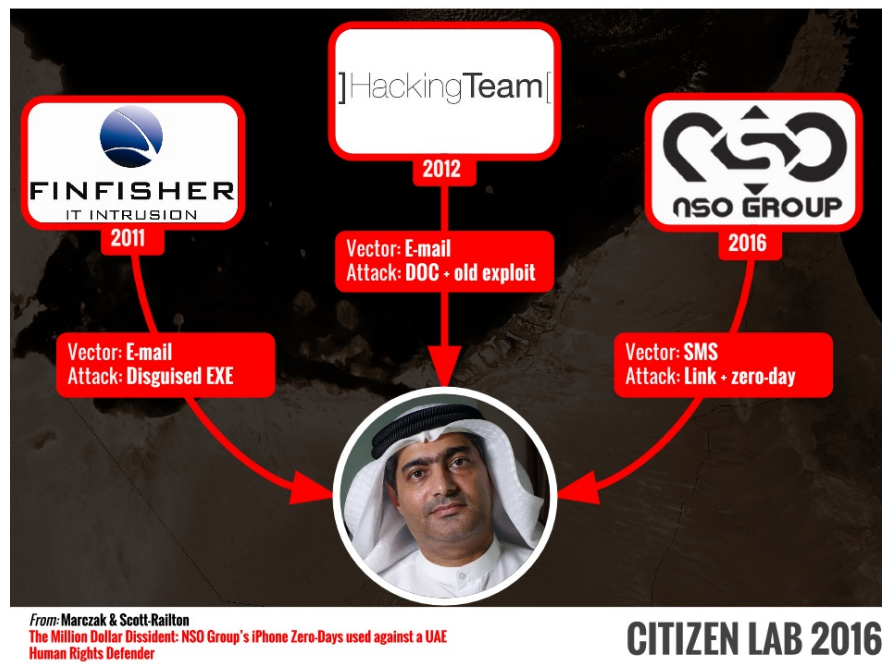 ]HackingTeam[
2012
FINFISHER
IT INTRUSION
2011
NSO GROUP
2016
Vector: E-mail
Attack: DOC + old exploit
Vector: E-mail
Attack: Disguised EXE
Vector: SMS
Attack: Link + zero-day
From: Marczak & Scott-Railton
The Million Dollar Dissident: NSO Group's iPhone Zero-Days used against a UAE
Human Rights Defender
CITIZEN LAB 2016